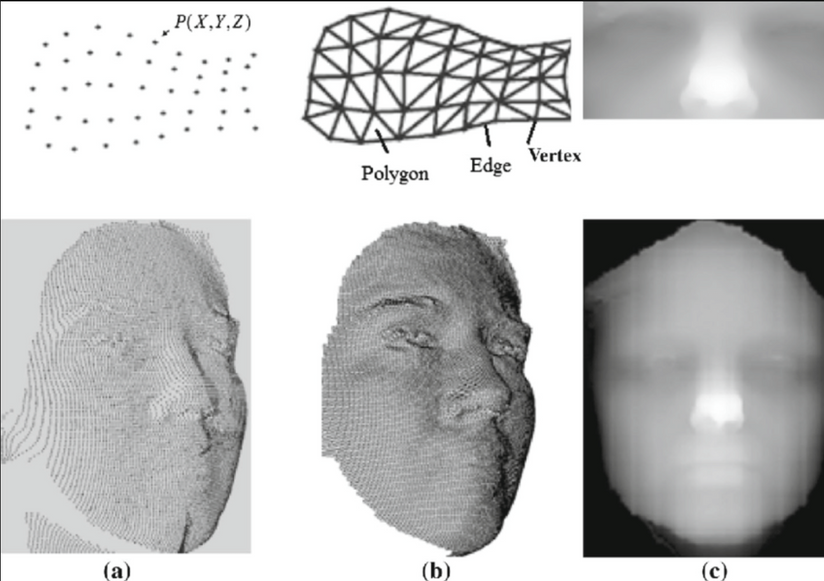 P(X,Y,Z)
Polygon
Edge
Vertex
(a)
(b)
(c)